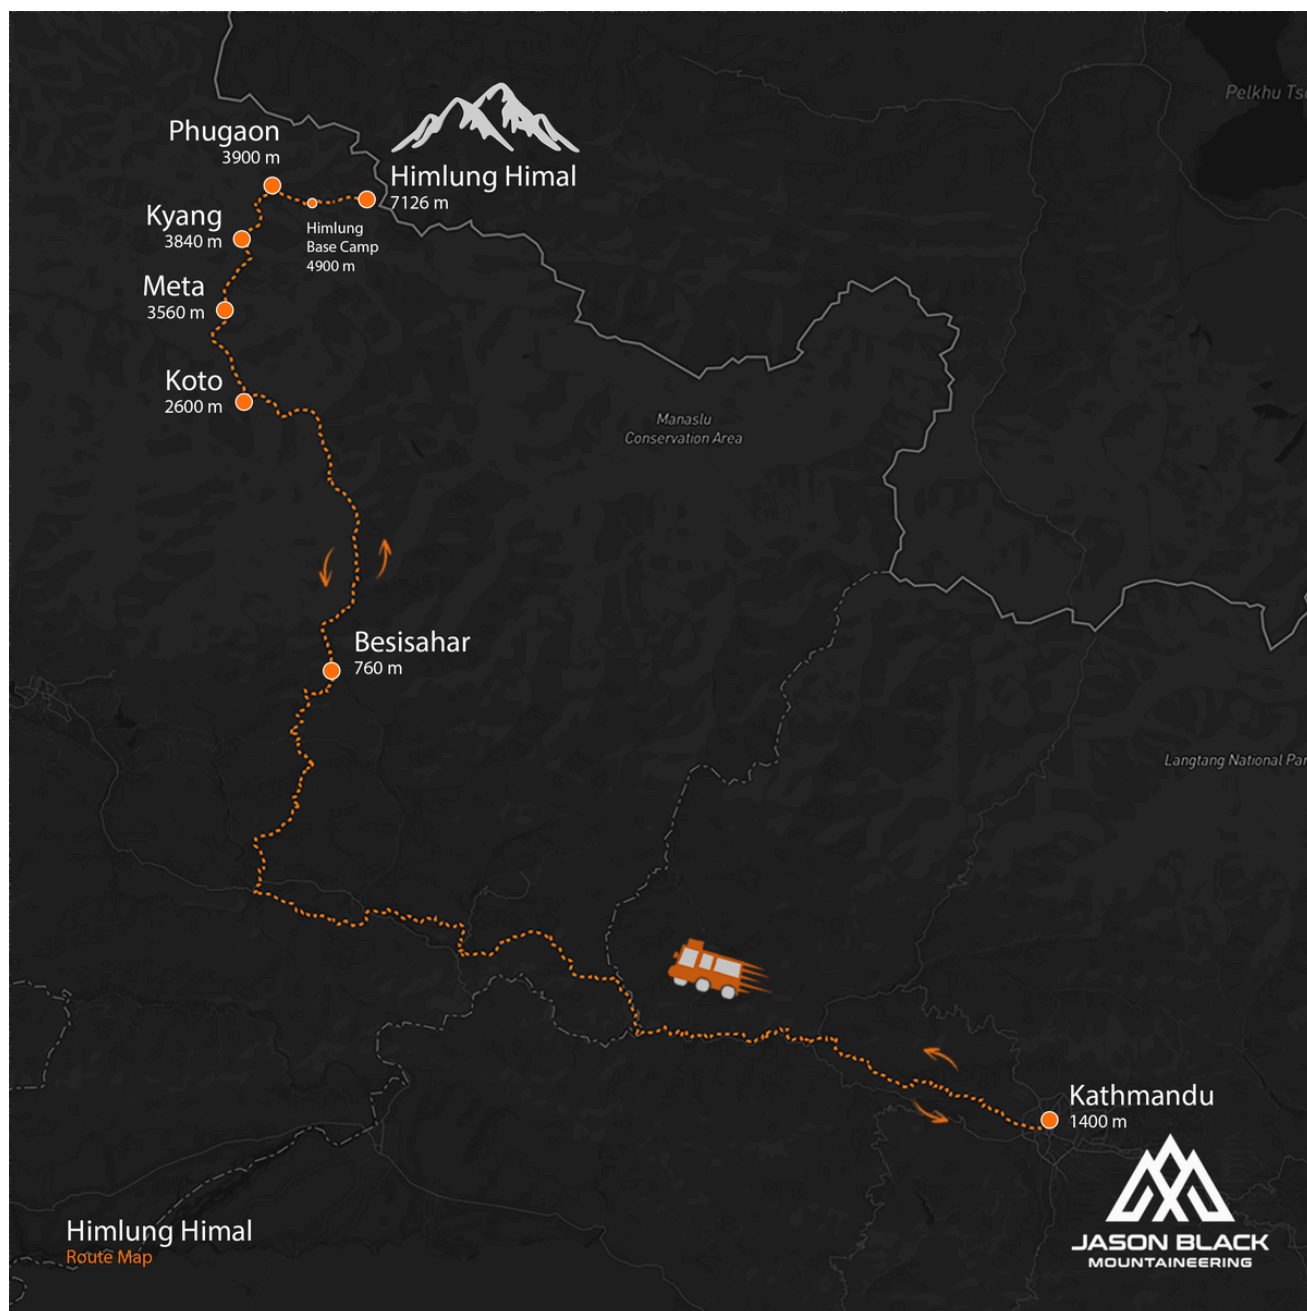 Pelkhu Ts
Phugaon
3900 m
Himlung Himal
7126 m
Kyang
3840 m
Himlung
Base Camp
4900 m
Meta
3560 m
Koto
2600 m
Manaslu
Conservation Area
Besisahar
760 m
Langtang National Par
Kathmandu
1400 m
Himlung Himal
Route Map
JASON BLACK
MOUNTAINEERING